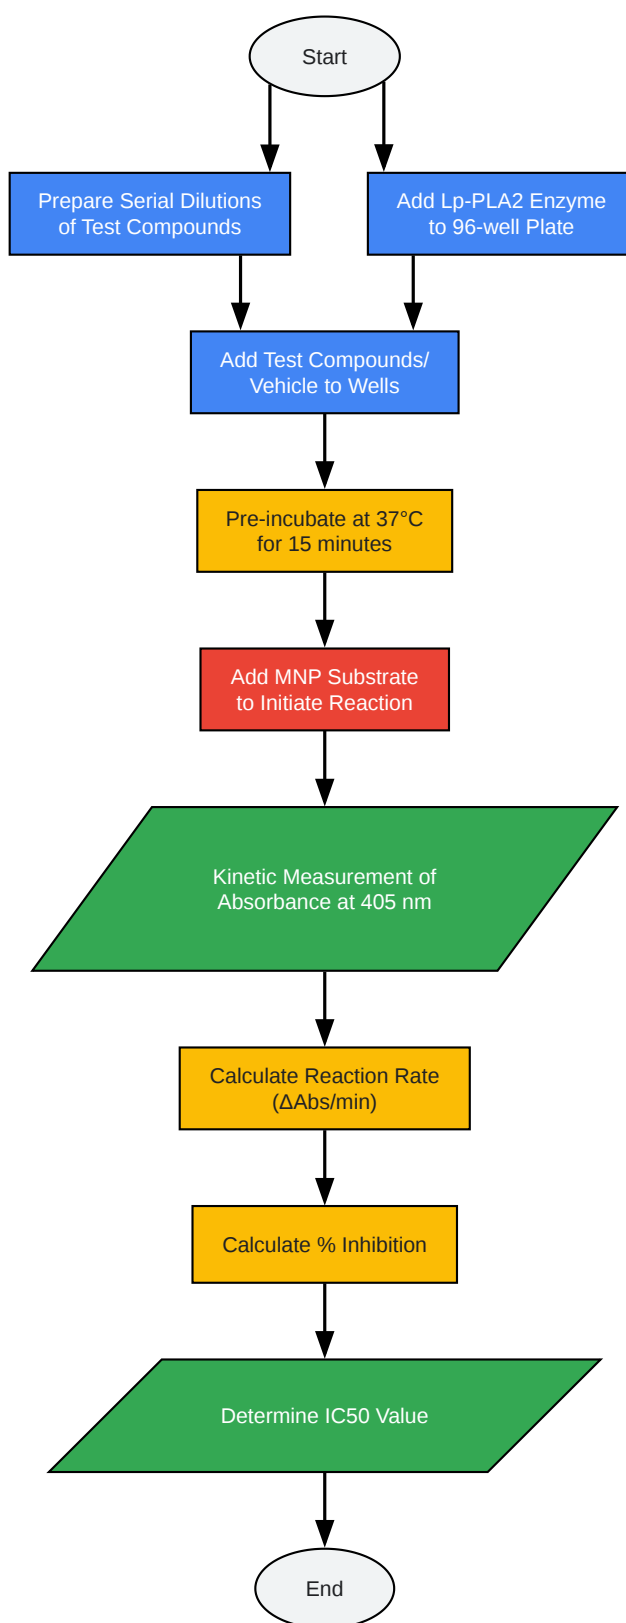 Start
Prepare Serial Dilutions
of Test Compounds
Add Lp-PLA2 Enzyme
to 96-well Plate
Add Test Compounds/
Vehicle to Wells
Pre-incubate at 37°C
for 15 minutes
Add MNP Substrate
to Initiate Reaction
Kinetic Measurement of
Absorbance at 405 nm
Calculate Reaction Rate
(ΔAbs/min)
Calculate % Inhibition
Determine IC50 Value
End